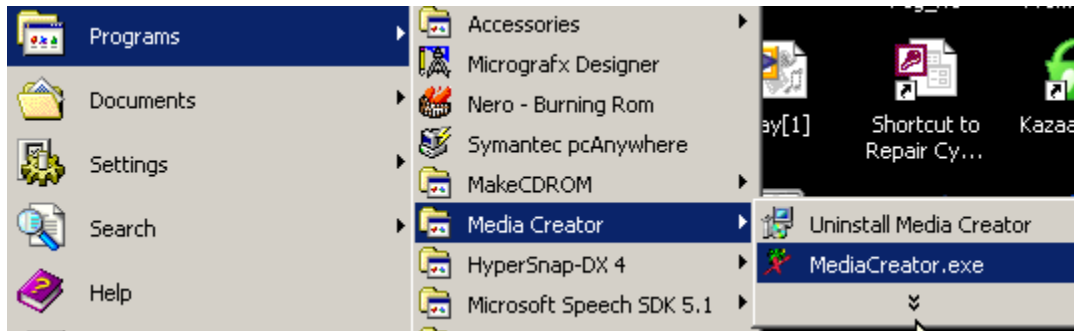 Programs
Documents
Settings
Search
Help
Accessories
Micrografx Designer
Nero - Burning Rom
Symantec pcAnywhere
MakeCDROM
Media Creator
HyperSnap-DX 4
Microsoft Speech SDK 5.1
Uninstall Media Creator
MediaCreator.exe
ay[1]
Shortcut to
Repair Cy...
Kazaa